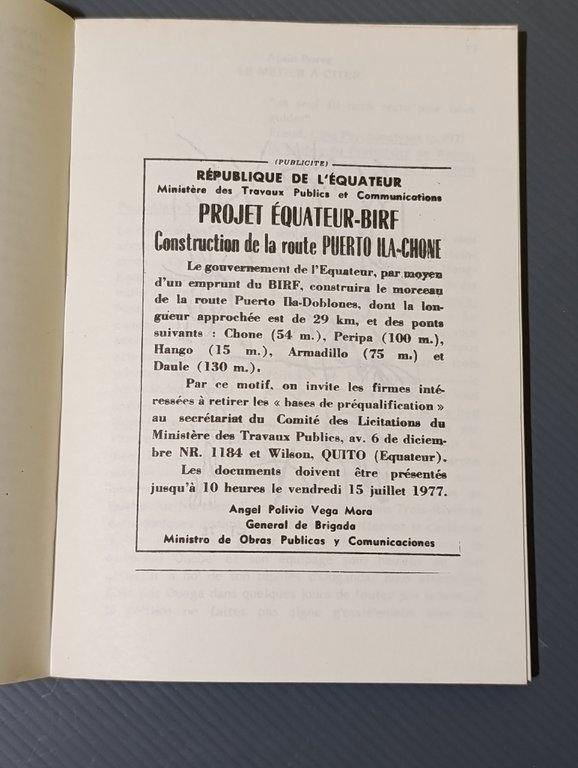 (PUBLICITE)
RÉPUBLIQUE DE L'ÉQUATEUR
Ministère des Travaux Publics et Communications
PROJET ÉQUATEUR-BIRF
Construction de la route PUERTO ILA-CHONE
Le gouvernement de l'Equateur, par moyen
d'un emprunt du BIRF, construira le morceau
de la route Puerto Ila-Doblones, dont la lon-
gueur approchée est de 29 km, et des ponts
suivants : Chone (54 m.), Peripa (100 m.),
Hango (15 m.), Armadillo (75 m.) et
Daule (130 m.).
Par ce motif, on invite les firmes inté-
ressées à retirer les « bases de préqualification »
au secrétariat du Comité des Licitations du
Ministère des Travaux Publics, av. 6 de diciem-
bre NR. 1184 et Wilson, QUITO (Equateur).
Les documents doivent être présentés
jusqu'à 10 heures le vendredi 15 juillet 1977.
Angel Polivio Vega Mora
General de Brigada
Ministro de Obras Publicas y Comunicaciones